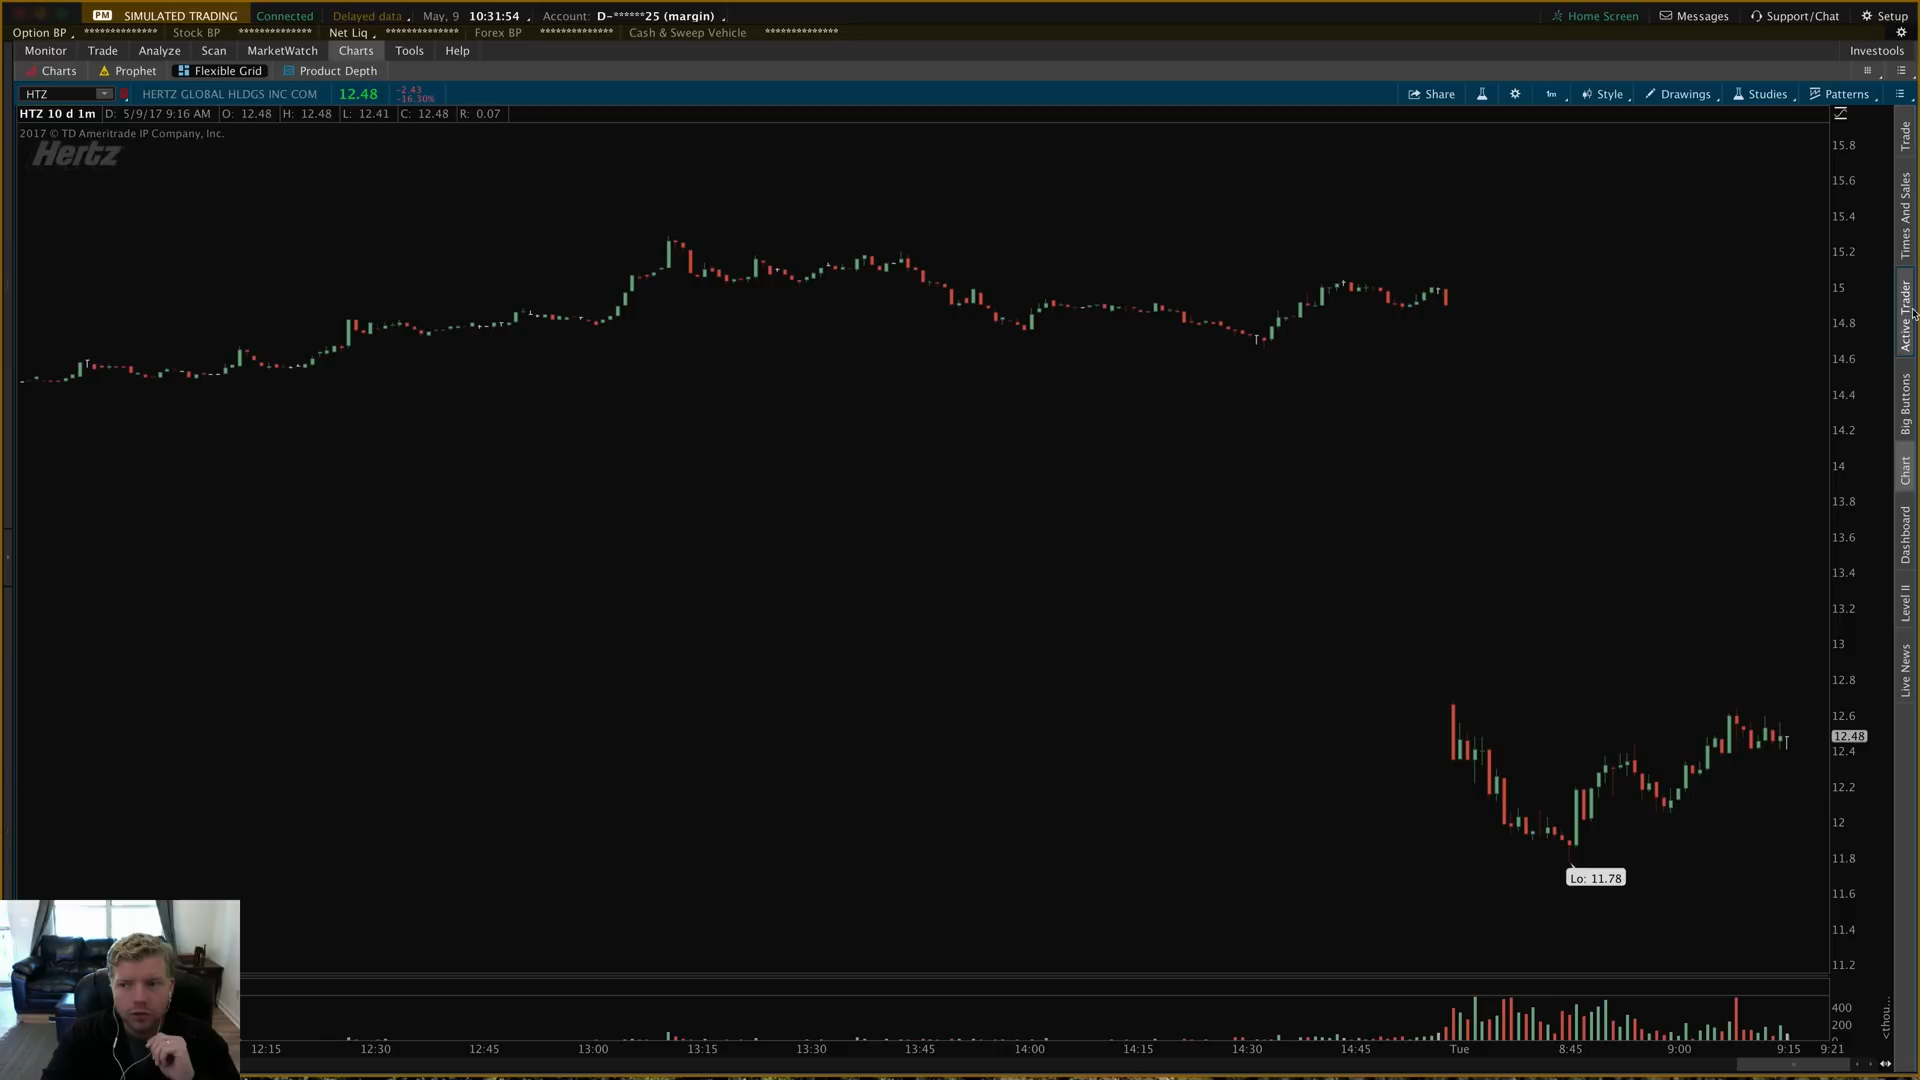 PM SIMULATED TRADING Connected Delayed data May, 9 10:31:54 Account: D-******25 (margin) Home Screen Messages Support/Chat Setup
Option BP ************** Stock BP ************** Net Liq ************** Forex BP ************** Cash & Sweep Vehicle **************
Monitor Trade Analyze Scan MarketWatch Charts Tools Help Investools
Charts Prophet Flexible Grid Product Depth
HTZ HERTZ GLOBAL HLDGS INC COM 12.48 -2.43 -16.30% Share 1m Style Drawings Studies Patterns
HTZ 10 d 1m D: 5/9/17 9:16 AM O: 12.48 H: 12.48 L: 12.41 C: 12.48 R: 0.07
2017 © TD Ameritrade IP Company, Inc.
Hertz
15.8
15.6
15.4
15.2
15
14.8
14.6
14.4
14.2
14
13.8
13.6
13.4
13.2
13
12.8
12.6
12.48
12.4
12.2
12
11.8
11.6
11.4
11.2
Lo: 11.78
400
200
0
<thou...
12:15 12:30 12:45 13:00 13:15 13:30 13:45 14:00 14:15 14:30 14:45 Tue 8:45 9:00 9:15 9:21
Trade
Times And Sales
Active Trader
Big Buttons
Chart
Dashboard
Level II
Live News